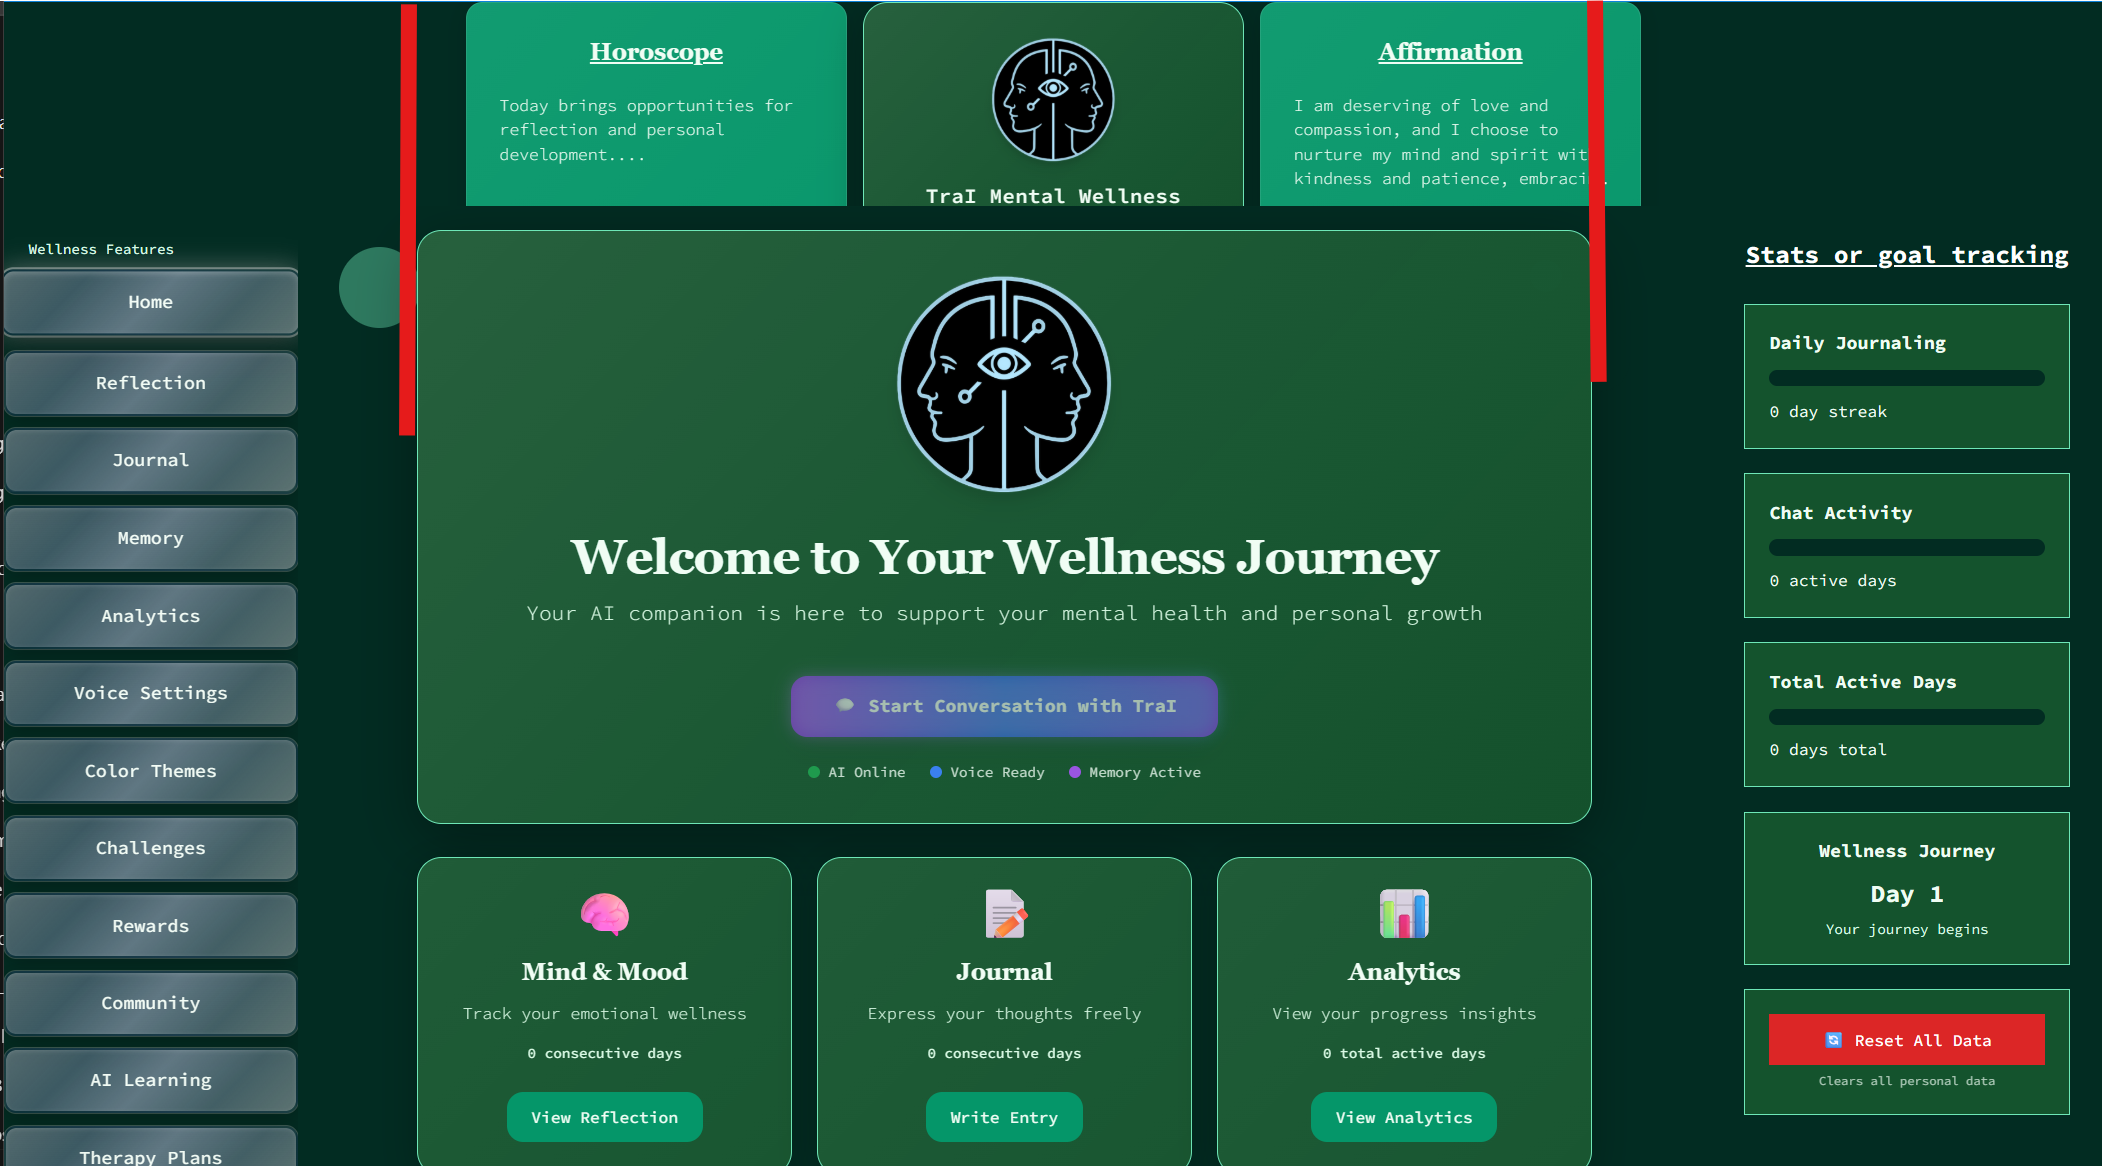 Horoscope
Today brings opportunities for
reflection and personal
development....
TraI Mental Wellness
Affirmation
I am deserving of love and
compassion, and I choose to
nurture my mind and spirit
kindness and patience,
Wellness Features
Home
Reflection
Journal
Memory
Analytics
Voice Settings
Color Themes
Challenges
Rewards
Community
AI Learning
Therapy Plans
Welcome to Your Wellness Journey
Your AI companion is here to support your mental health and personal growth
Start Conversation with TraI
AI Online
Voice Ready
Memory Active
Mind & Mood
Track your emotional wellness
0 consecutive days
View Reflection
Journal
Express your thoughts freely
0 consecutive days
Write Entry
Analytics
View your progress insights
0 total active days
View Analytics
Stats or goal tracking
Daily Journaling
0 day streak
Chat Activity
0 active days
Total Active Days
0 days total
Wellness Journey
Day 1
Your journey begins
Reset All Data
Clears all personal data